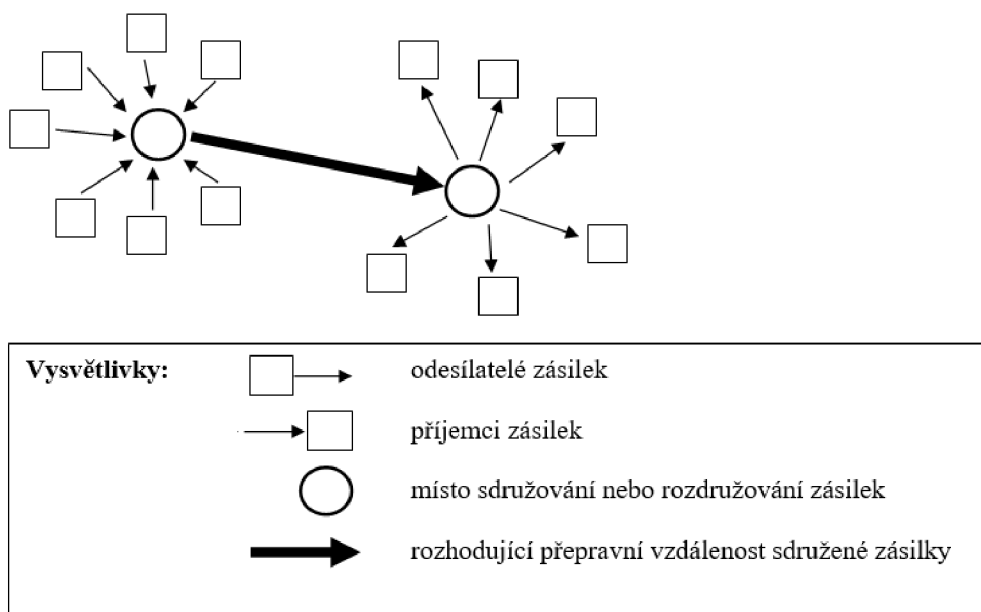 Vysvětlivky:
odesílatelé zásilek
příjemci zásilek
místo sdružování nebo rozdružování zásilek
rozhodující přepravní vzdálenost sdružené zásilky